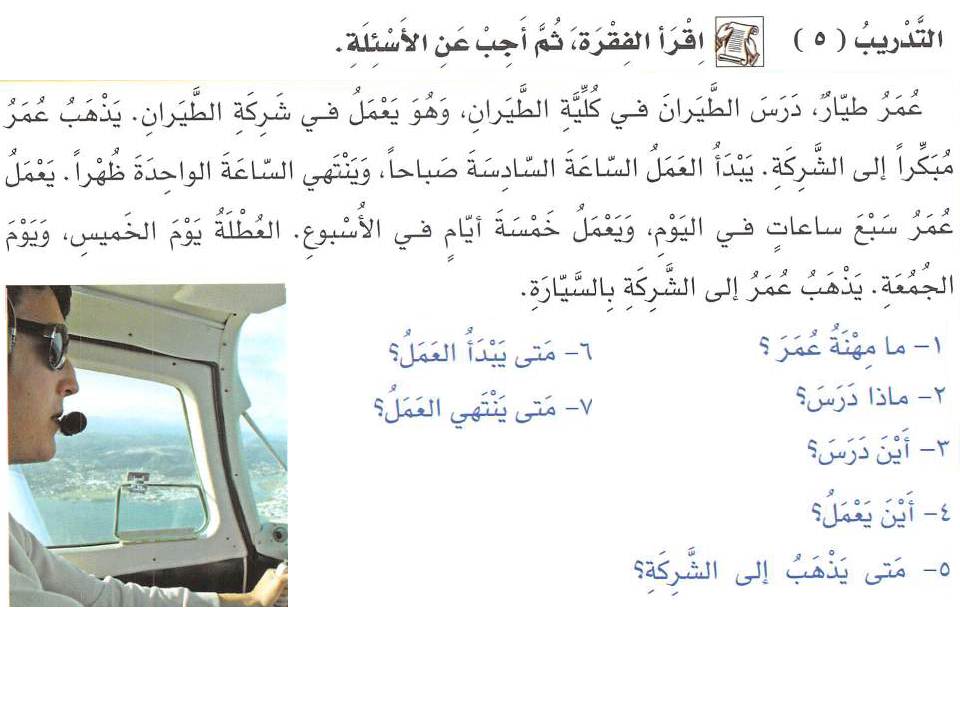 التَّدْريبُ ( ٥ ) اِقْرَأ الفِقْرَةَ، ثُمَّ أَجِبْ عَنِ الأَسْئِلَةِ.
عُمَرُ طيّارٌ، دَرَسَ الطَّيَرانَ في كُلِّيَّةِ الطَّيَرانِ، وَهُوَ يَعْمَلُ في شَرِكَةِ الطَّيَرانِ. يَذْهَبُ عُمَرُ
مُبَكِّراً إلى الشَّرِكَةِ. يَبْدَأُ العَمَلُ السّاعَةَ السّادِسَةَ صَباحاً، وَيَنْتَهي السّاعَةَ الواحِدَةَ ظُهْراً. يَعْمَلُ
عُمَرُ سَبْعَ ساعاتٍ في اليَوْمِ، وَيَعْمَلُ خَمْسَةَ أيّامٍ في الأُسْبوعِ. العُطْلَةُ يَوْمَ الخَميسِ، وَيَوْمَ
الجُمُعَةِ. يَذْهَبُ عُمَرُ إلى الشَّرِكَةِ بِالسَّيّارَةِ.
١- ما مِهْنَةُ عُمَرَ ؟
٢- ماذا دَرَسَ؟
٣- أَيْنَ دَرَسَ؟
٤- أَيْنَ يَعْمَلُ؟
٥- مَتى يَذْهَبُ إلى الشَّرِكَةِ؟
٦- مَتى يَبْدَأُ العَمَلُ؟
٧- مَتى يَنْتَهي العَمَلُ؟